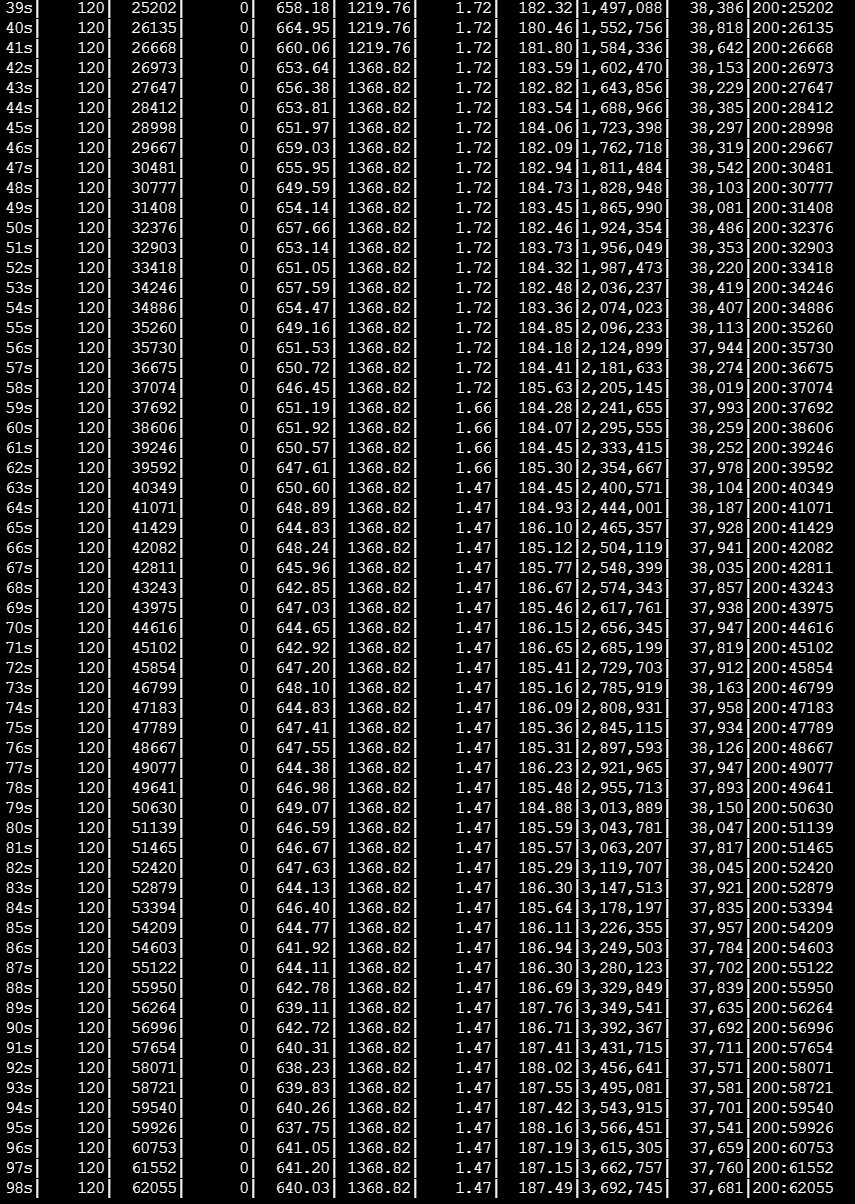 39s| 120| 25202| 0| 658.18| 1219.76| 1.72| 182.32|1,497,088| 38,386|200:25202
40s| 120| 26135| 0| 664.95| 1219.76| 1.72| 180.46|1,552,756| 38,818|200:26135
41s| 120| 26668| 0| 660.06| 1219.76| 1.72| 181.80|1,584,336| 38,642|200:26668
42s| 120| 26973| 0| 653.64| 1368.82| 1.72| 183.59|1,602,470| 38,153|200:26973
43s| 120| 27647| 0| 656.38| 1368.82| 1.72| 182.82|1,643,856| 38,229|200:27647
44s| 120| 28412| 0| 653.81| 1368.82| 1.72| 183.54|1,688,966| 38,385|200:28412
45s| 120| 28998| 0| 651.97| 1368.82| 1.72| 184.06|1,723,398| 38,297|200:28998
46s| 120| 29667| 0| 659.03| 1368.82| 1.72| 182.09|1,762,718| 38,319|200:29667
47s| 120| 30481| 0| 655.95| 1368.82| 1.72| 182.94|1,811,484| 38,542|200:30481
48s| 120| 30777| 0| 649.59| 1368.82| 1.72| 184.73|1,828,948| 38,103|200:30777
49s| 120| 31408| 0| 654.14| 1368.82| 1.72| 183.45|1,865,990| 38,081|200:31408
50s| 120| 32376| 0| 657.66| 1368.82| 1.72| 182.46|1,924,354| 38,486|200:32376
51s| 120| 32903| 0| 653.14| 1368.82| 1.72| 183.73|1,956,049| 38,353|200:32903
52s| 120| 33418| 0| 651.05| 1368.82| 1.72| 184.32|1,987,473| 38,220|200:33418
53s| 120| 34246| 0| 657.59| 1368.82| 1.72| 182.48|2,036,237| 38,419|200:34246
54s| 120| 34886| 0| 654.47| 1368.82| 1.72| 183.36|2,074,023| 38,407|200:34886
55s| 120| 35260| 0| 649.16| 1368.82| 1.72| 184.85|2,096,233| 38,113|200:35260
56s| 120| 35730| 0| 651.53| 1368.82| 1.72| 184.18|2,124,899| 37,944|200:35730
57s| 120| 36675| 0| 650.72| 1368.82| 1.72| 184.41|2,181,633| 38,274|200:36675
58s| 120| 37074| 0| 646.45| 1368.82| 1.72| 185.63|2,205,145| 38,019|200:37074
59s| 120| 37692| 0| 651.19| 1368.82| 1.66| 184.28|2,241,655| 37,993|200:37692
60s| 120| 38606| 0| 651.92| 1368.82| 1.66| 184.07|2,295,555| 38,259|200:38606
61s| 120| 39246| 0| 650.57| 1368.82| 1.66| 184.45|2,333,415| 38,252|200:39246
62s| 120| 39592| 0| 647.61| 1368.82| 1.66| 185.30|2,354,667| 37,978|200:39592
63s| 120| 40349| 0| 650.60| 1368.82| 1.47| 184.45|2,400,571| 38,104|200:40349
64s| 120| 41071| 0| 648.89| 1368.82| 1.47| 184.93|2,444,001| 38,187|200:41071
65s| 120| 41429| 0| 644.83| 1368.82| 1.47| 186.10|2,465,357| 37,928|200:41429
66s| 120| 42082| 0| 648.24| 1368.82| 1.47| 185.12|2,504,119| 37,941|200:42082
67s| 120| 42811| 0| 645.96| 1368.82| 1.47| 185.77|2,548,399| 38,035|200:42811
68s| 120| 43243| 0| 642.85| 1368.82| 1.47| 186.67|2,574,343| 37,857|200:43243
69s| 120| 43975| 0| 647.03| 1368.82| 1.47| 185.46|2,617,761| 37,938|200:43975
70s| 120| 44616| 0| 644.65| 1368.82| 1.47| 186.15|2,656,345| 37,947|200:44616
71s| 120| 45102| 0| 642.92| 1368.82| 1.47| 186.65|2,685,199| 37,819|200:45102
72s| 120| 45854| 0| 647.20| 1368.82| 1.47| 185.41|2,729,703| 37,912|200:45854
73s| 120| 46799| 0| 648.10| 1368.82| 1.47| 185.16|2,785,919| 38,163|200:46799
74s| 120| 47183| 0| 644.83| 1368.82| 1.47| 186.09|2,808,931| 37,958|200:47183
75s| 120| 47789| 0| 647.41| 1368.82| 1.47| 185.36|2,845,115| 37,934|200:47789
76s| 120| 48667| 0| 647.55| 1368.82| 1.47| 185.31|2,897,593| 38,126|200:48667
77s| 120| 49077| 0| 644.38| 1368.82| 1.47| 186.23|2,921,965| 37,947|200:49077
78s| 120| 49641| 0| 646.98| 1368.82| 1.47| 185.48|2,955,713| 37,893|200:49641
79s| 120| 50630| 0| 649.07| 1368.82| 1.47| 184.88|3,013,889| 38,150|200:50630
80s| 120| 51139| 0| 646.59| 1368.82| 1.47| 185.59|3,043,781| 38,047|200:51139
81s| 120| 51465| 0| 646.67| 1368.82| 1.47| 185.57|3,063,207| 37,817|200:51465
82s| 120| 52420| 0| 647.63| 1368.82| 1.47| 185.29|3,119,707| 38,045|200:52420
83s| 120| 52879| 0| 644.13| 1368.82| 1.47| 186.30|3,147,513| 37,921|200:52879
84s| 120| 53394| 0| 646.40| 1368.82| 1.47| 185.64|3,178,197| 37,835|200:53394
85s| 120| 54209| 0| 644.77| 1368.82| 1.47| 186.11|3,226,355| 37,957|200:54209
86s| 120| 54603| 0| 641.92| 1368.82| 1.47| 186.94|3,249,503| 37,784|200:54603
87s| 120| 55122| 0| 644.11| 1368.82| 1.47| 186.30|3,280,123| 37,702|200:55122
88s| 120| 55950| 0| 642.78| 1368.82| 1.47| 186.69|3,329,849| 37,839|200:55950
89s| 120| 56264| 0| 639.11| 1368.82| 1.47| 187.76|3,349,541| 37,635|200:56264
90s| 120| 56996| 0| 642.72| 1368.82| 1.47| 186.71|3,392,367| 37,692|200:56996
91s| 120| 57654| 0| 640.31| 1368.82| 1.47| 187.41|3,431,715| 37,711|200:57654
92s| 120| 58071| 0| 638.23| 1368.82| 1.47| 188.02|3,456,641| 37,571|200:58071
93s| 120| 58721| 0| 639.83| 1368.82| 1.47| 187.55|3,495,081| 37,581|200:58721
94s| 120| 59540| 0| 640.26| 1368.82| 1.47| 187.42|3,543,915| 37,701|200:59540
95s| 120| 59926| 0| 637.75| 1368.82| 1.47| 188.16|3,566,451| 37,541|200:59926
96s| 120| 60753| 0| 641.05| 1368.82| 1.47| 187.19|3,615,305| 37,659|200:60753
97s| 120| 61552| 0| 641.20| 1368.82| 1.47| 187.15|3,662,757| 37,760|200:61552
98s| 120| 62055| 0| 640.03| 1368.82| 1.47| 187.49|3,692,745| 37,681|200:62055